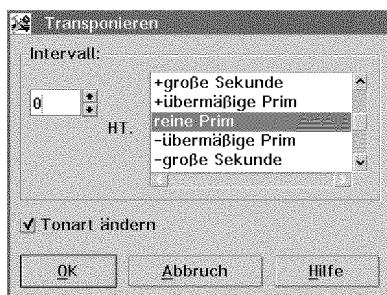 Transponieren
Intervall:
0
HT.
+große Sekunde
+übermäßige Prim
reine Prim
-übermäßige Prim
-große Sekunde
Tonart ändern
OK
Abbruch
Hilfe